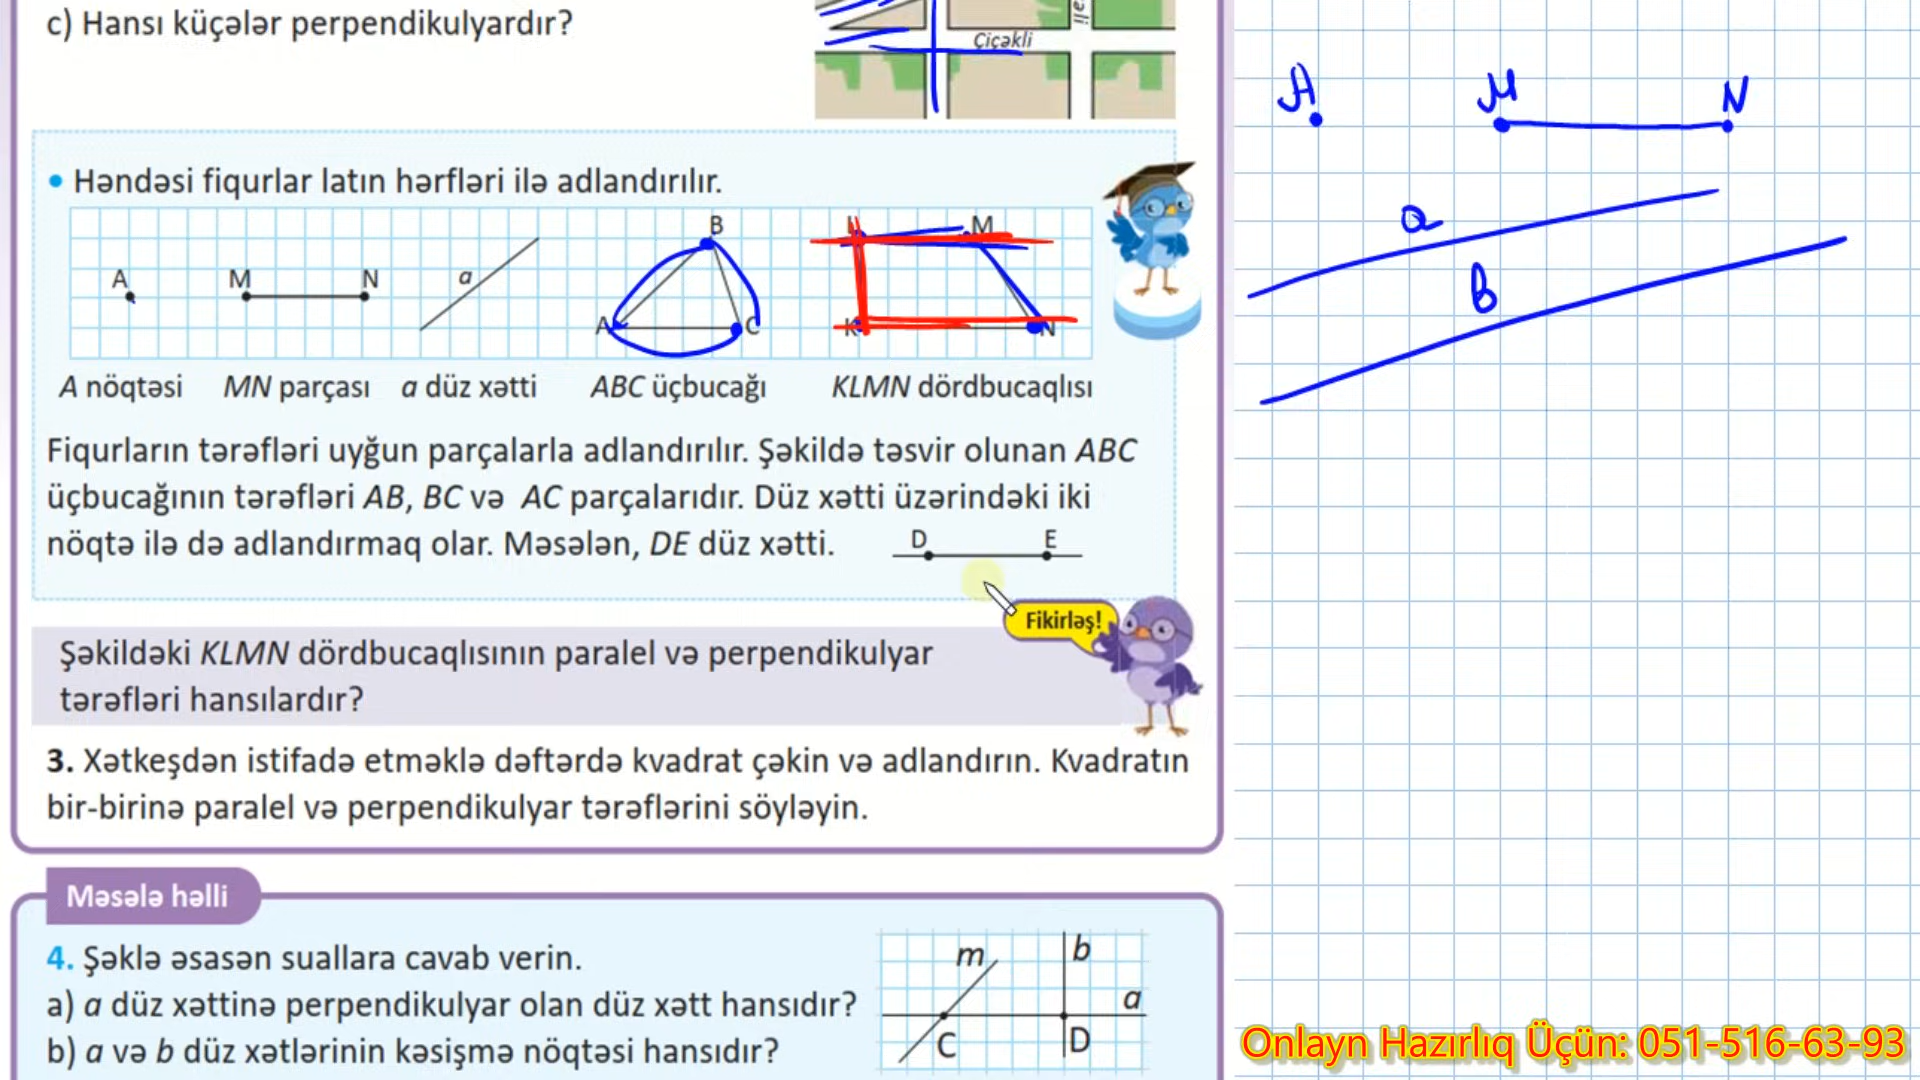 c) Hansı küçələr perpendikulyardır?
Çiçəkli
A
M N
• Həndəsi fiqurlar latın hərfləri ilə adlandırılır.
A M N a A B C M K N
a
B
A nöqtəsi MN parçası a düz xətti ABC üçbucağı KLMN dördbucaqlısı
Fiqurların tərəfləri uyğun parçalarla adlandırılır. Şəkildə təsvir olunan ABC
üçbucağının tərəfləri AB, BC və AC parçalarıdır. Düz xətti üzərindəki iki
nöqtə ilə də adlandırmaq olar. Məsələn, DE düz xətti.
D E
Fikirləş!
Şəkildəki KLMN dördbucaqlısının paralel və perpendikulyar
tərəfləri hansılardır?
3. Xətkeşdən istifadə etməklə dəftərdə kvadrat çəkin və adlandırın. Kvadratın
bir-birinə paralel və perpendikulyar tərəflərini söyləyin.
Məsələ həlli
4. Şəklə əsasən suallara cavab verin.
a) a düz xəttinə perpendikulyar olan düz xətt hansıdır?
b) a və b düz xətlərinin kəsişmə nöqtəsi hansıdır?
m b
a
C D
Onlayn Hazırlıq Üçün: 051-516-63-93